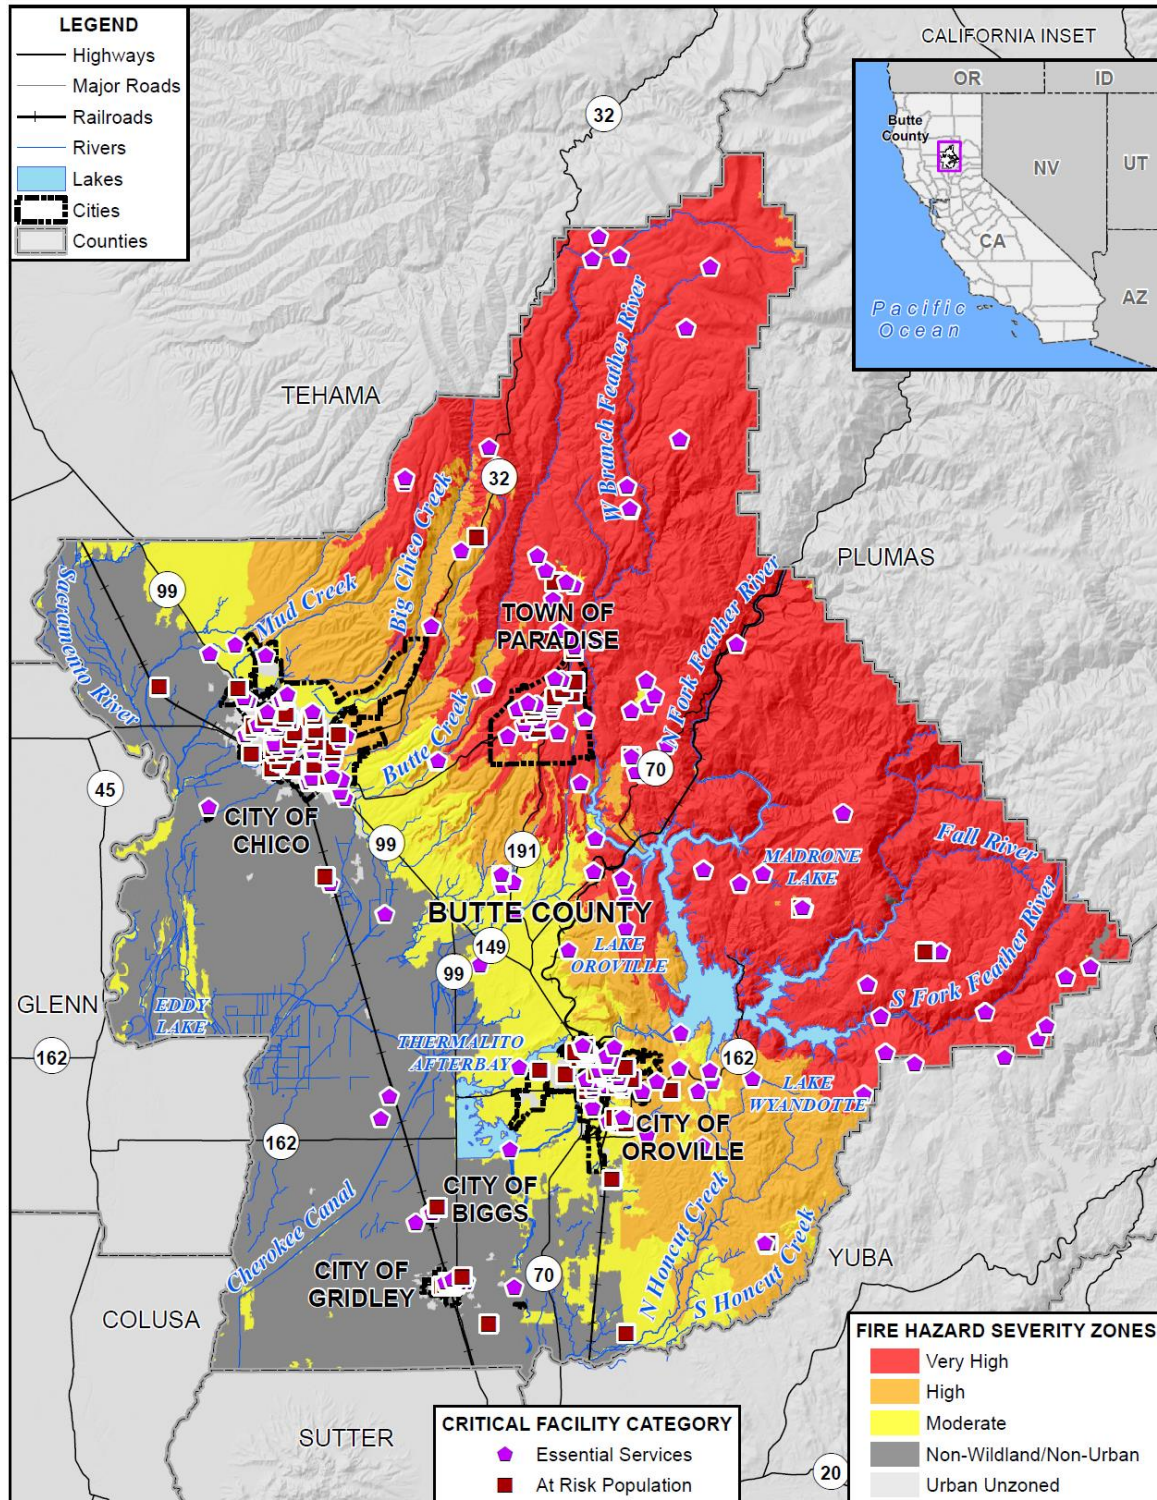 LEGEND
Highways
Major Roads
Railroads
Rivers
Lakes
Cities
Counties
CALIFORNIA INSET
OR
ID
Butte
County
NV
UT
CA
AZ
Pacific
Ocean
32
TEHAMA
W Branch Feather River
32
Big Chico Creek
PLUMAS
Sacramento River
99
Mud Creek
TOWN OF
PARADISE
N Fork Feather River
Butte Creek
70
45
CITY OF
CHICO
99
191
MADRONE
LAKE
Fall River
BUTTE COUNTY
149
LAKE
OROVILLE
99
S Fork Feather River
GLENN
EDDY
LAKE
162
THERMALITO
AFTERBAY
162
LAKE
WYANDOTTE
162
CITY OF
OROVILLE
CITY OF
BIGGS
Cherokee Canal
N Honcut Creek
S Honcut Creek
YUBA
CITY OF
GRIDLEY
70
COLUSA
SUTTER
20
CRITICAL FACILITY CATEGORY
Essential Services
At Risk Population
FIRE HAZARD SEVERITY ZONES
Very High
High
Moderate
Non-Wildland/Non-Urban
Urban Unzoned